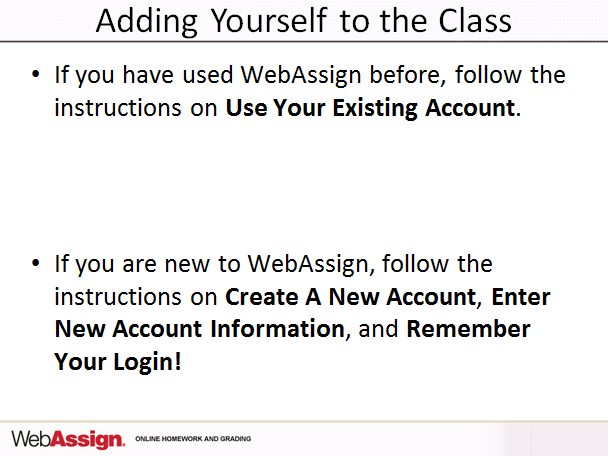 Adding Yourself to the Class
• If you have used WebAssign before, follow the
instructions on Use Your Existing Account.
• If you are new to WebAssign, follow the
instructions on Create A New Account, Enter
New Account Information, and Remember
Your Login!
WebAssign. ONLINE HOMEWORK AND GRADING